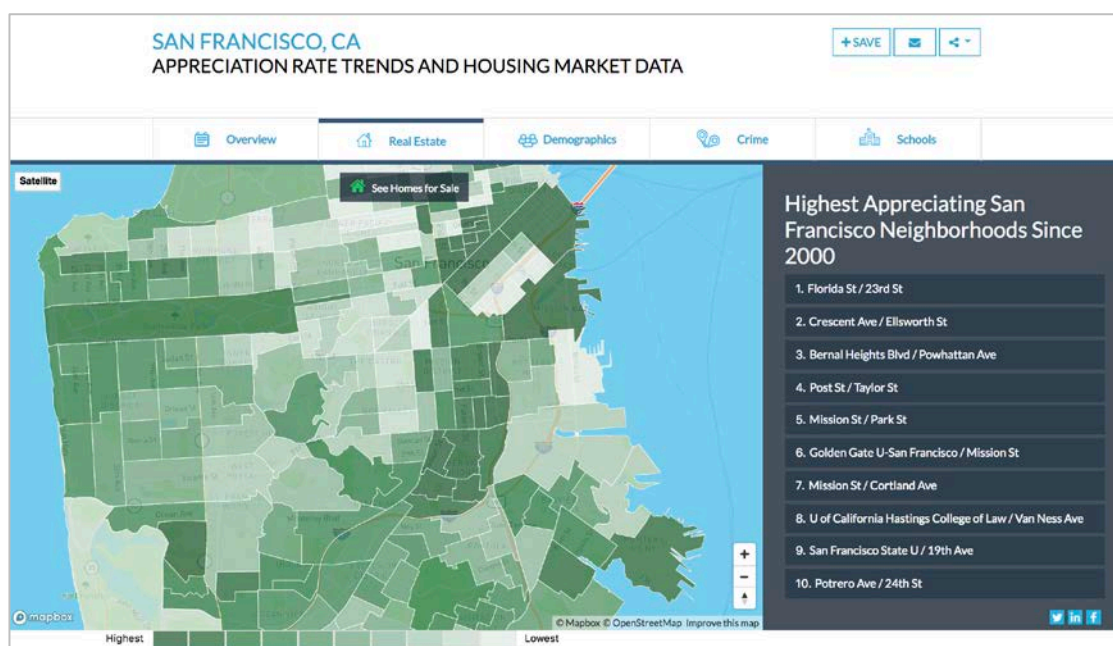 SAN FRANCISCO, CA
APPRECIATION RATE TRENDS AND HOUSING MARKET DATA
+SAVE
Overview
Real Estate
Demographics
Crime
Schools
Satellite
See Homes for Sale
San Francisco
Highest Appreciating San
Francisco Neighborhoods Since
2000
1. Florida St / 23rd St
2. Crescent Ave / Ellsworth St
3. Bernal Heights Blvd / Powhattan Ave
4. Post St / Taylor St
5. Mission St / Park St
6. Golden Gate U-San Francisco / Mission St
7. Mission St / Cortland Ave
8. U of California Hastings College of Law / Van Ness Ave
9. San Francisco State U / 19th Ave
10. Potrero Ave / 24th St
mapbox
© Mapbox © OpenStreetMap Improve this map
Highest
Lowest